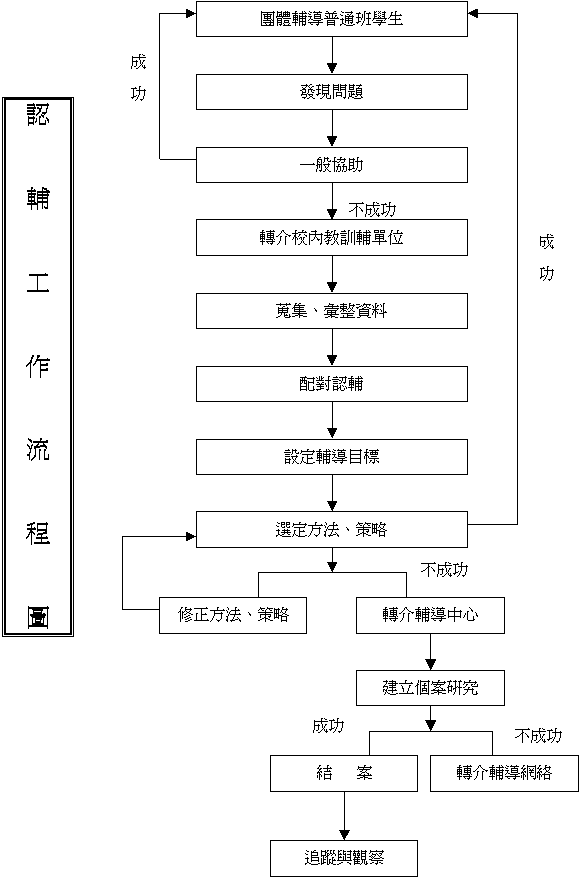 認輔工作流程圖
團體輔導普通班學生
成功
發現問題
一般協助
不成功
轉介校內教訓輔單位
成功
蒐集、彙整資料
配對認輔
設定輔導目標
選定方法、策略
不成功
修正方法、策略
轉介輔導中心
建立個案研究
成功
不成功
結 案
轉介輔導網絡
追蹤與觀察